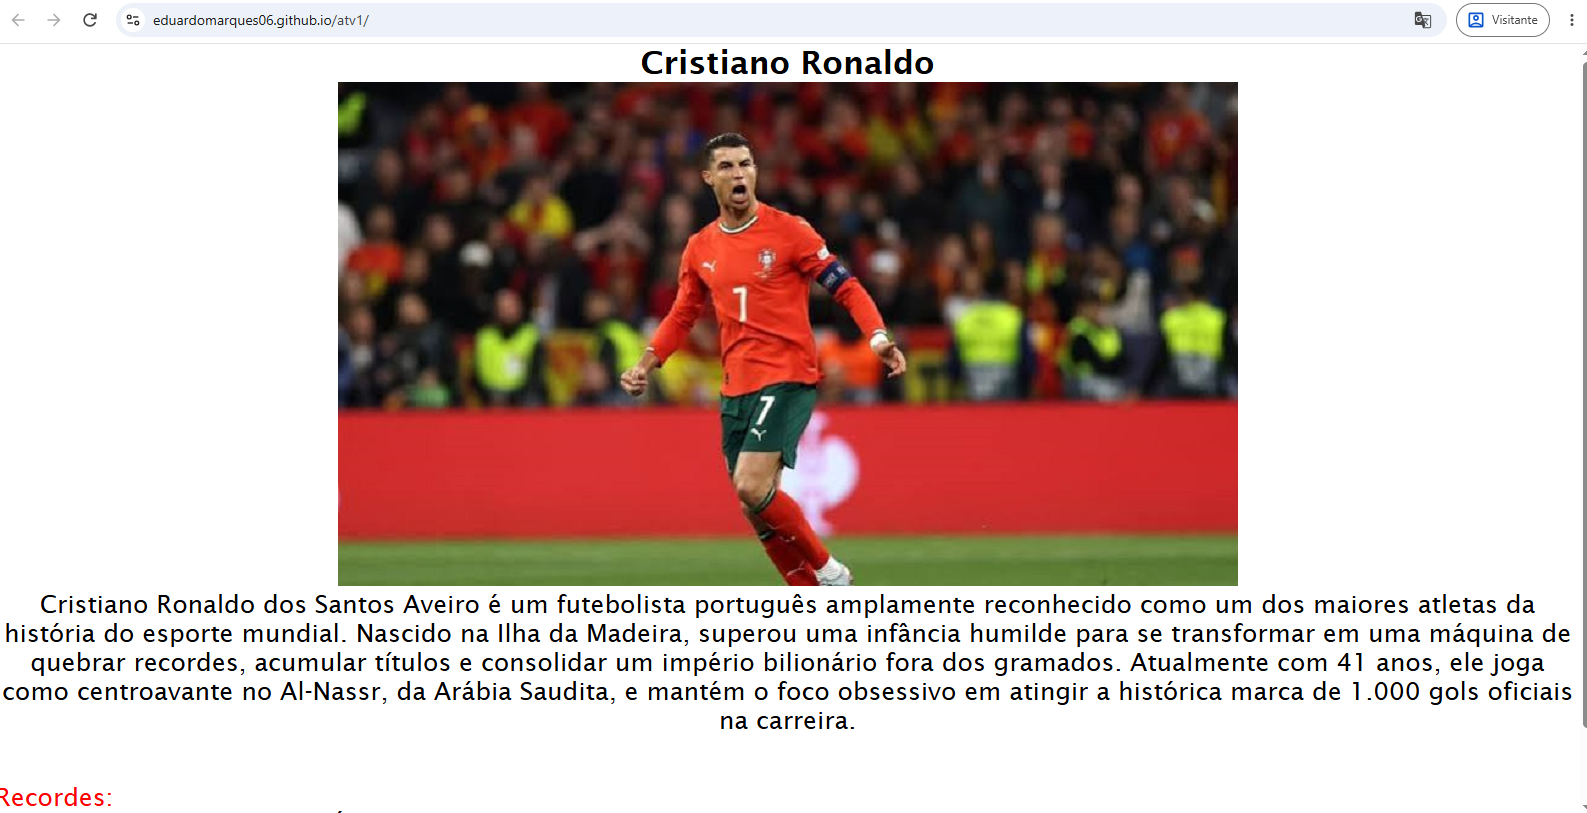 eduardomarques06.github.io/atv1/
Visitante
Cristiano Ronaldo
7
7
Cristiano Ronaldo dos Santos Aveiro é um futebolista português amplamente reconhecido como um dos maiores atletas da
história do esporte mundial. Nascido na Ilha da Madeira, superou uma infância humilde para se transformar em uma máquina de
quebrar recordes, acumular títulos e consolidar um império bilionário fora dos gramados. Atualmente com 41 anos, ele joga
como centroavante no Al-Nassr, da Arábia Saudita, e mantém o foco obsessivo em atingir a histórica marca de 1.000 gols oficiais
na carreira.
Recordes: